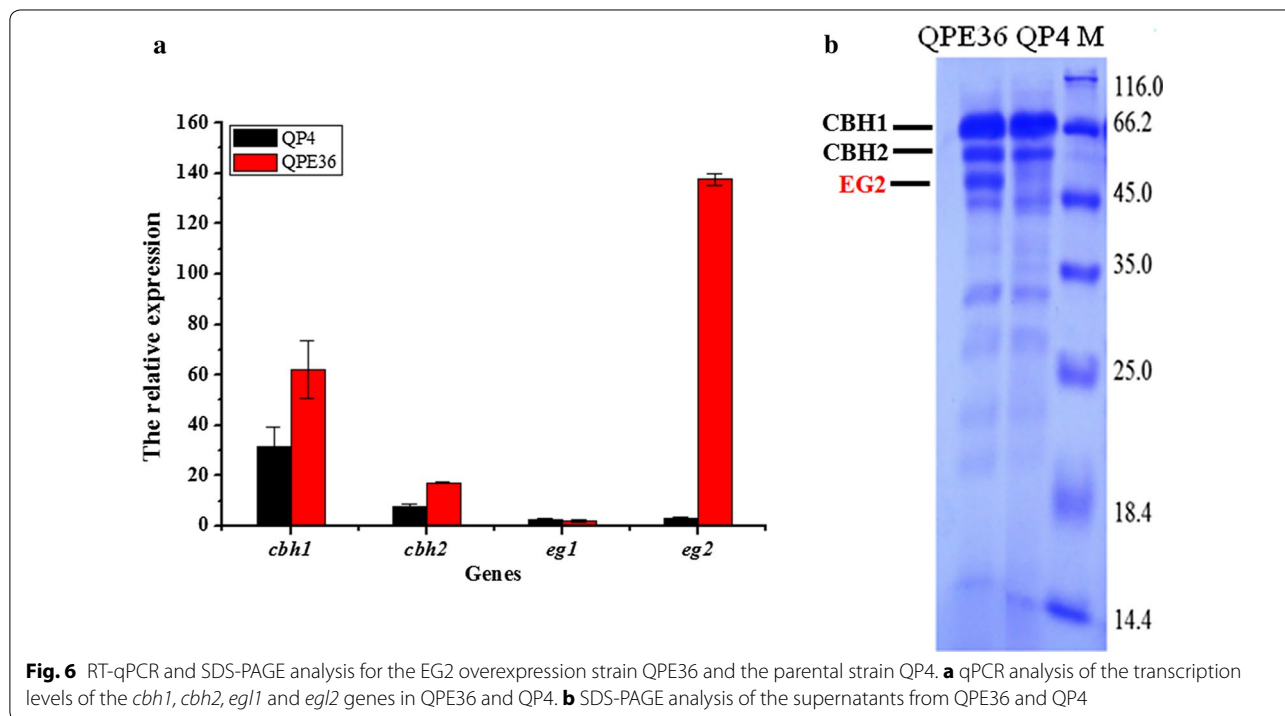 a
The relative expression
160
140
120
100
80
60
40
20
0
QP4
QPE36
cbh1 cbh2 eg1 eg2
Genes
b
QPE36 QP4 M
CBH1
CBH2
EG2
116.0
66.2
45.0
35.0
25.0
18.4
14.4
Fig. 6 RT-qPCR and SDS-PAGE analysis for the EG2 overexpression strain QPE36 and the parental strain QP4. a qPCR analysis of the transcription
levels of the cbh1, cbh2, egl1 and egl2 genes in QPE36 and QP4. b SDS-PAGE analysis of the supernatants from QPE36 and QP4